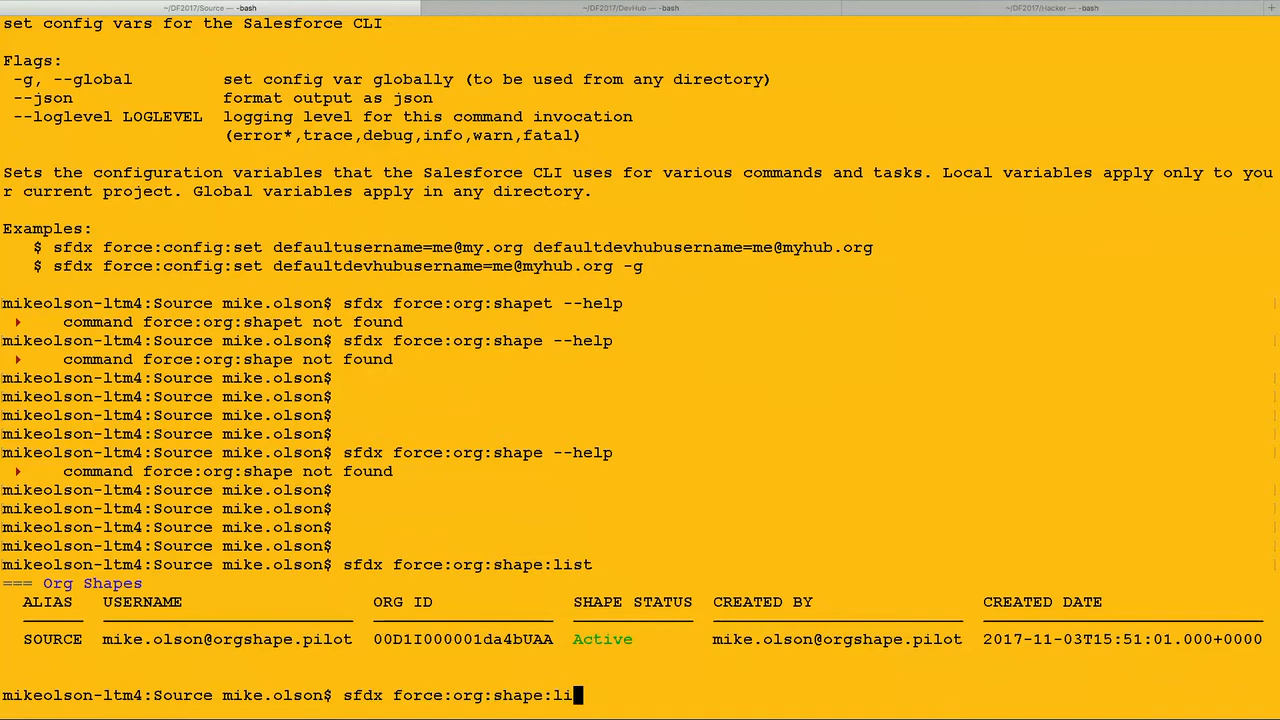 ~/DF2017/Source — -bash
~/DF2017/DevHub — -bash
~/DF2017/Hacker — -bash
+
set config vars for the Salesforce CLI
Flags:
-g, --global set config var globally (to be used from any directory)
--json format output as json
--loglevel LOGLEVEL logging level for this command invocation
(error*,trace,debug,info,warn,fatal)
Sets the configuration variables that the Salesforce CLI uses for various commands and tasks. Local variables apply only to you
r current project. Global variables apply in any directory.
Examples:
$ sfdx force:config:set defaultusername=me@my.org defaultdevhubusername=me@myhub.org
$ sfdx force:config:set defaultdevhubusername=me@myhub.org -g
mikeolson-ltm4:Source mike.olson$ sfdx force:org:shapet --help
▸ command force:org:shapet not found
mikeolson-ltm4:Source mike.olson$ sfdx force:org:shape --help
▸ command force:org:shape not found
mikeolson-ltm4:Source mike.olson$
mikeolson-ltm4:Source mike.olson$
mikeolson-ltm4:Source mike.olson$
mikeolson-ltm4:Source mike.olson$
mikeolson-ltm4:Source mike.olson$ sfdx force:org:shape --help
▸ command force:org:shape not found
mikeolson-ltm4:Source mike.olson$
mikeolson-ltm4:Source mike.olson$
mikeolson-ltm4:Source mike.olson$
mikeolson-ltm4:Source mike.olson$
mikeolson-ltm4:Source mike.olson$ sfdx force:org:shape:list
=== Org Shapes
ALIAS USERNAME ORG ID SHAPE STATUS CREATED BY CREATED DATE
SOURCE mike.olson@orgshape.pilot 00D1I000001da4bUAA Active mike.olson@orgshape.pilot 2017-11-03T15:51:01.000+0000
mikeolson-ltm4:Source mike.olson$ sfdx force:org:shape:li